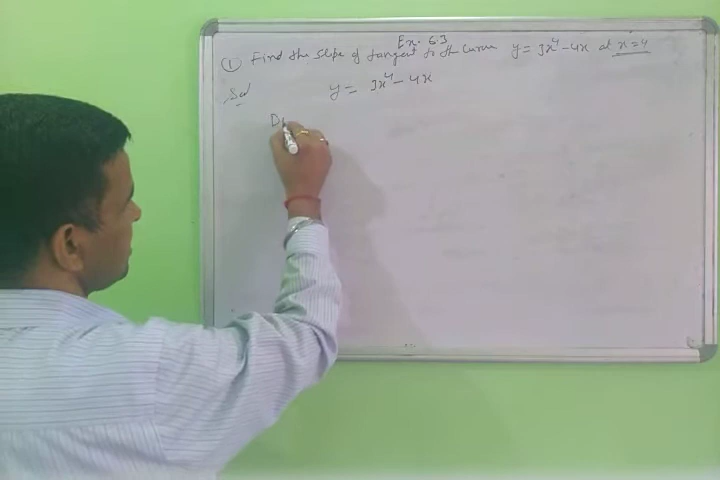 Ex. 6.3
① Find the slope of tangent to the curve y = 3x⁴ - 4x at x = 4
Sol y = 3x⁴ - 4x